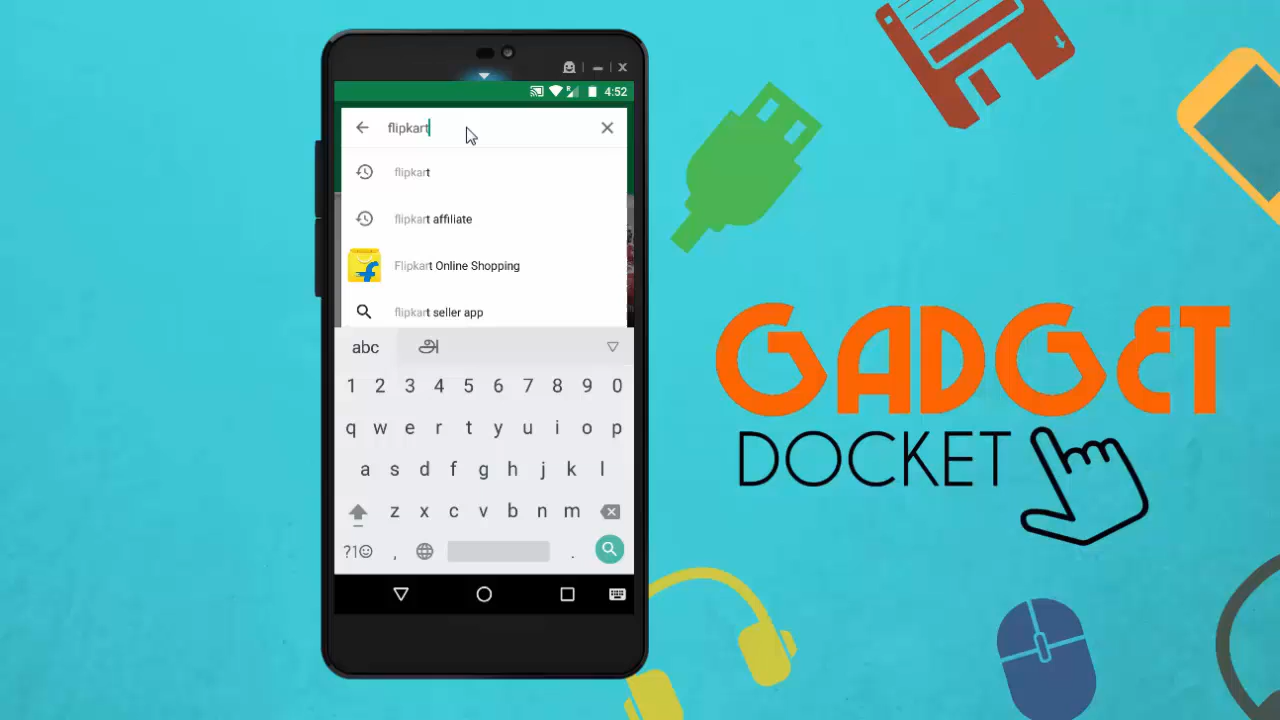 4:52
flipkart
flipkart
flipkart affiliate
Flipkart Online Shopping
flipkart seller app
abc அ
1 2 3 4 5 6 7 8 9 0
q w e r t y u i o p
a s d f g h j k l
z x c v b n m
?1☺ , .
GADGET
DOCKET